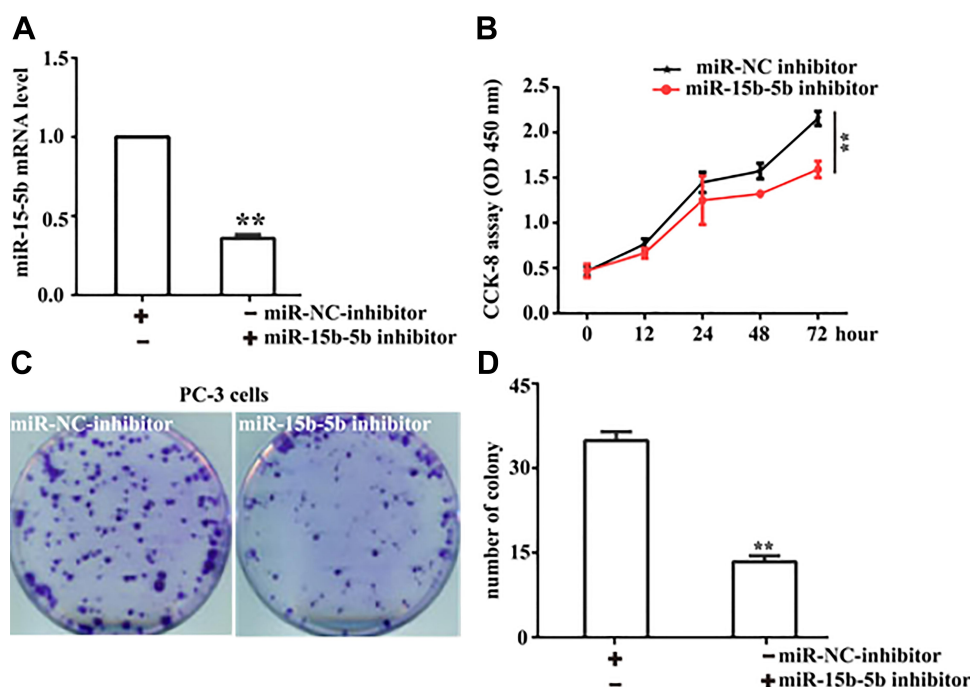 A
miR-15-5b mRNA level
1.5
1.0
0.5
0.0
**
+ − miR-NC-inhibitor
− + miR-15b-5b inhibitor
B
miR-NC inhibitor
miR-15b-5b inhibitor
CCK-8 assay (OD 450 nm)
2.5
2.0
1.5
1.0
0.5
0.0
**
0 12 24 48 72 hour
C
PC-3 cells
miR-NC-inhibitor miR-15b-5b inhibitor
D
number of colony
45
30
15
0
**
+ − miR-NC-inhibitor
− + miR-15b-5b inhibitor